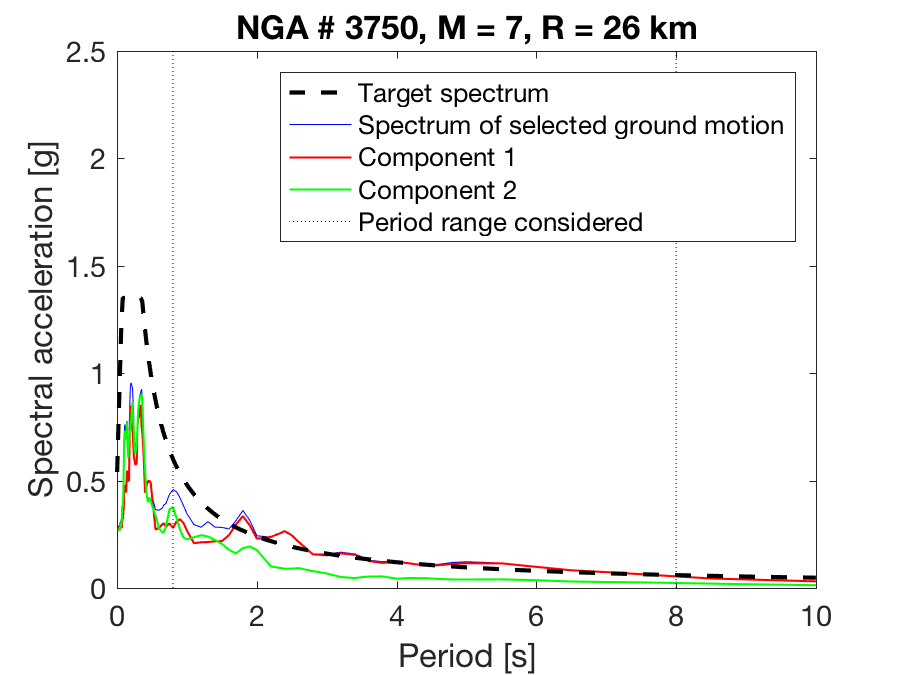 NGA # 3750, M = 7, R = 26 km
2.5
2
1.5
1
0.5
0
Spectral acceleration [g]
Target spectrum
Spectrum of selected ground motion
Component 1
Component 2
Period range considered
0 2 4 6 8 10
Period [s]